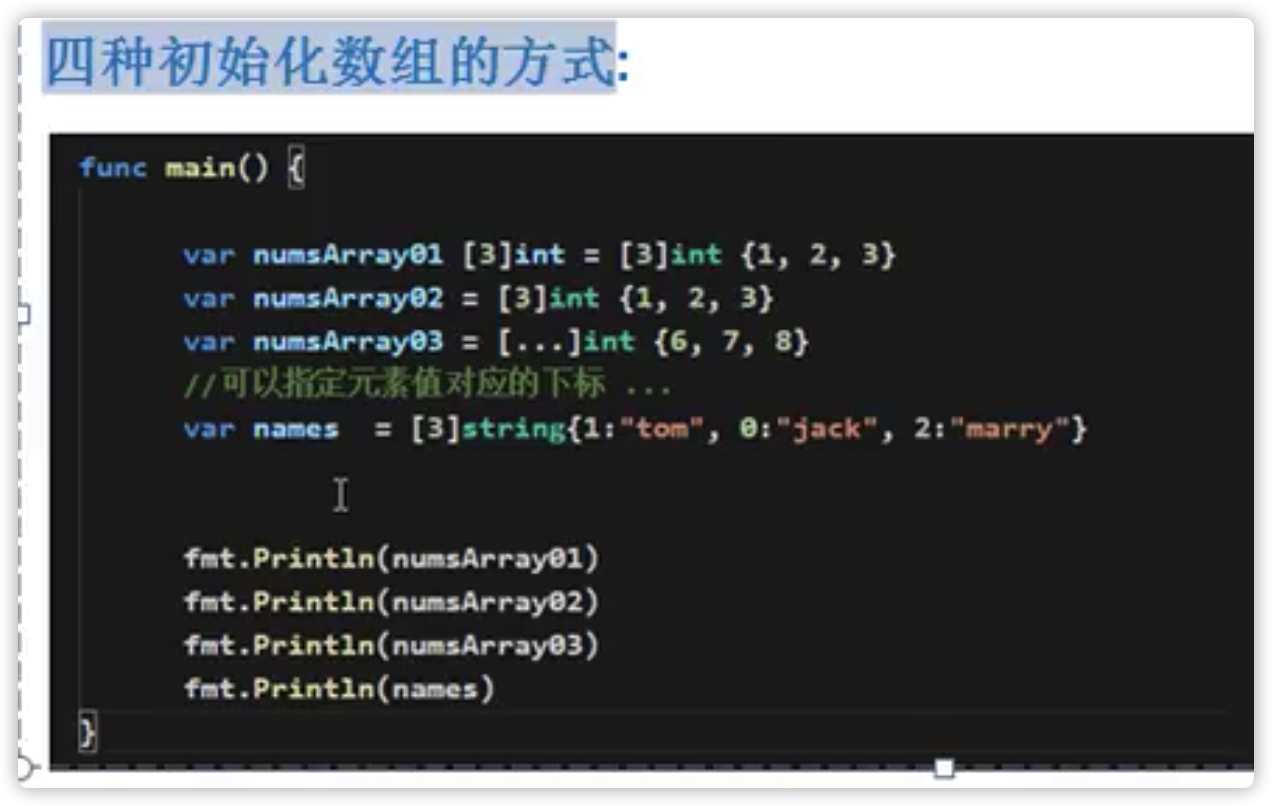 四种初始化数组的方式:
func main() {
var numsArray01 [3]int = [3]int {1, 2, 3}
var numsArray02 = [3]int {1, 2, 3}
var numsArray03 = [...]int {6, 7, 8}
//可以指定元素值对应的下标 ...
var names  = [3]string{1:"tom", 0:"jack", 2:"marry"}
fmt.Println(numsArray01)
fmt.Println(numsArray02)
fmt.Println(numsArray03)
fmt.Println(names)
}